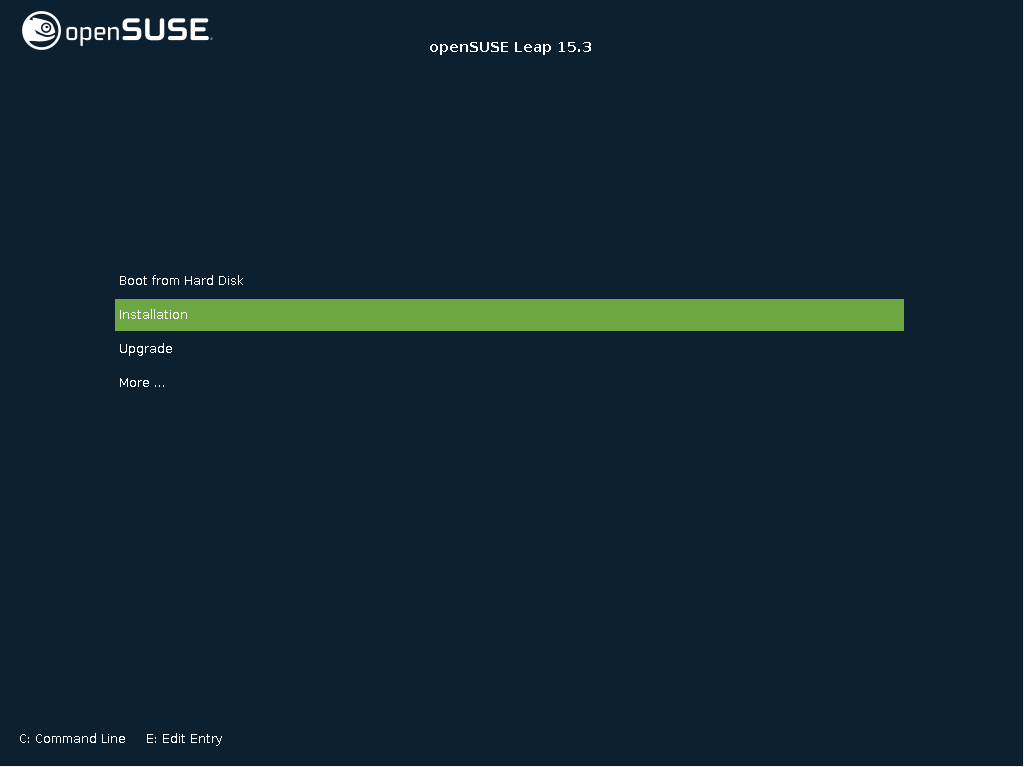 openSUSE.
openSUSE Leap 15.3
Boot from Hard Disk
Installation
Upgrade
More ...
C: Command Line E: Edit Entry